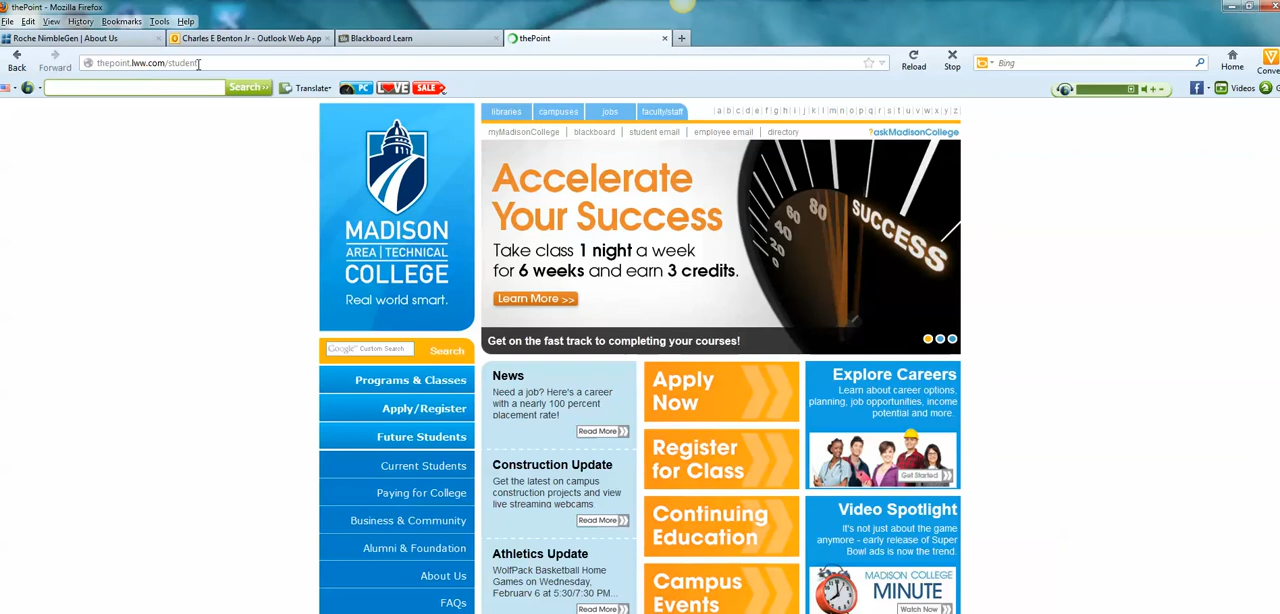 thePoint - Mozilla Firefox
File Edit View History Bookmarks Tools Help
Roche NimbleGen | About Us
Charles E Benton Jr - Outlook Web App
Blackboard Learn
thePoint
Back
Forward
thepoint.lww.com/student
Reload
Stop
Bing
Home
Search
Translate
PC
LOVE
SALE
Videos
libraries campuses jobs faculty/staff
|a|b|c|d|e|f|g|h|i|j|k|l|m|n|o|p|q|r|s|t|u|v|w|x|y|z|
myMadisonCollege | blackboard | student email | employee email | directory
?askMadisonCollege
MADISON
AREA | TECHNICAL
COLLEGE
Real world smart.
Accelerate
Your Success
Take class 1 night a week
for 6 weeks and earn 3 credits.
Learn More >>
0 20 40 60 80 SUCCESS
Get on the fast track to completing your courses!
Google Custom Search
Search
Programs & Classes
Apply/Register
Future Students
Current Students
Paying for College
Business & Community
Alumni & Foundation
About Us
FAQs
News
Need a job? Here's a career
with a nearly 100 percent
placement rate!
Read More
Construction Update
Get the latest on campus
construction projects and view
live streaming webcams.
Read More
Athletics Update
WolfPack Basketball Home
Games on Wednesday,
February 6 at 5:30/7:30 PM...
Read More
Apply
Now
Register
for Class
Continuing
Education
Campus
Events
Explore Careers
Learn about career options,
planning, job opportunities, income
potential and more.
Get Started
Video Spotlight
It's not just about the game
anymore - early release of Super
Bowl ads is now the trend.
MADISON COLLEGE
MINUTE
Watch Now